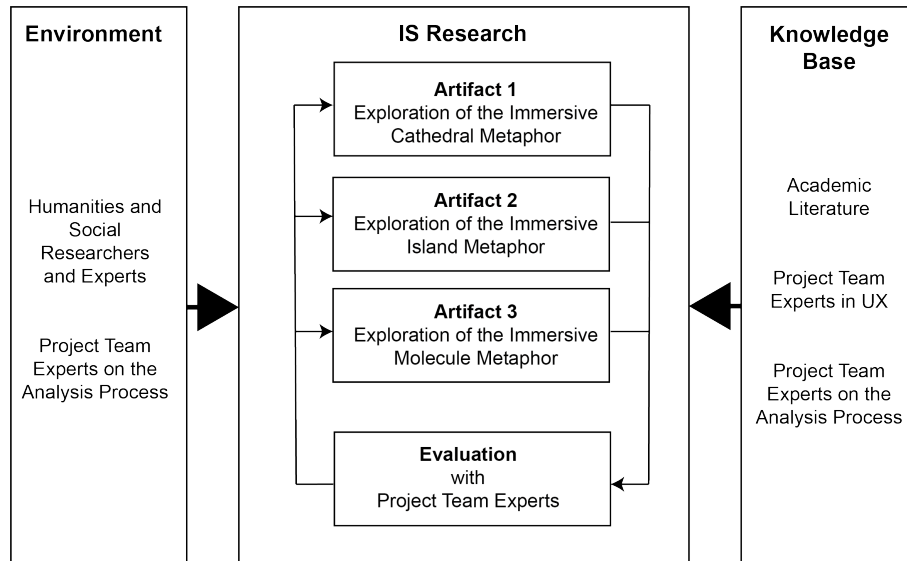 Environment
Humanities and
Social
Researchers
and Experts
Project Team
Experts on the
Analysis Process
IS Research
Artifact 1
Exploration of the Immersive
Cathedral Metaphor
Artifact 2
Exploration of the Immersive
Island Metaphor
Artifact 3
Exploration of the Immersive
Molecule Metaphor
Evaluation
with
Project Team Experts
Knowledge
Base
Academic
Literature
Project Team
Experts in UX
Project Team
Experts on the
Analysis Process